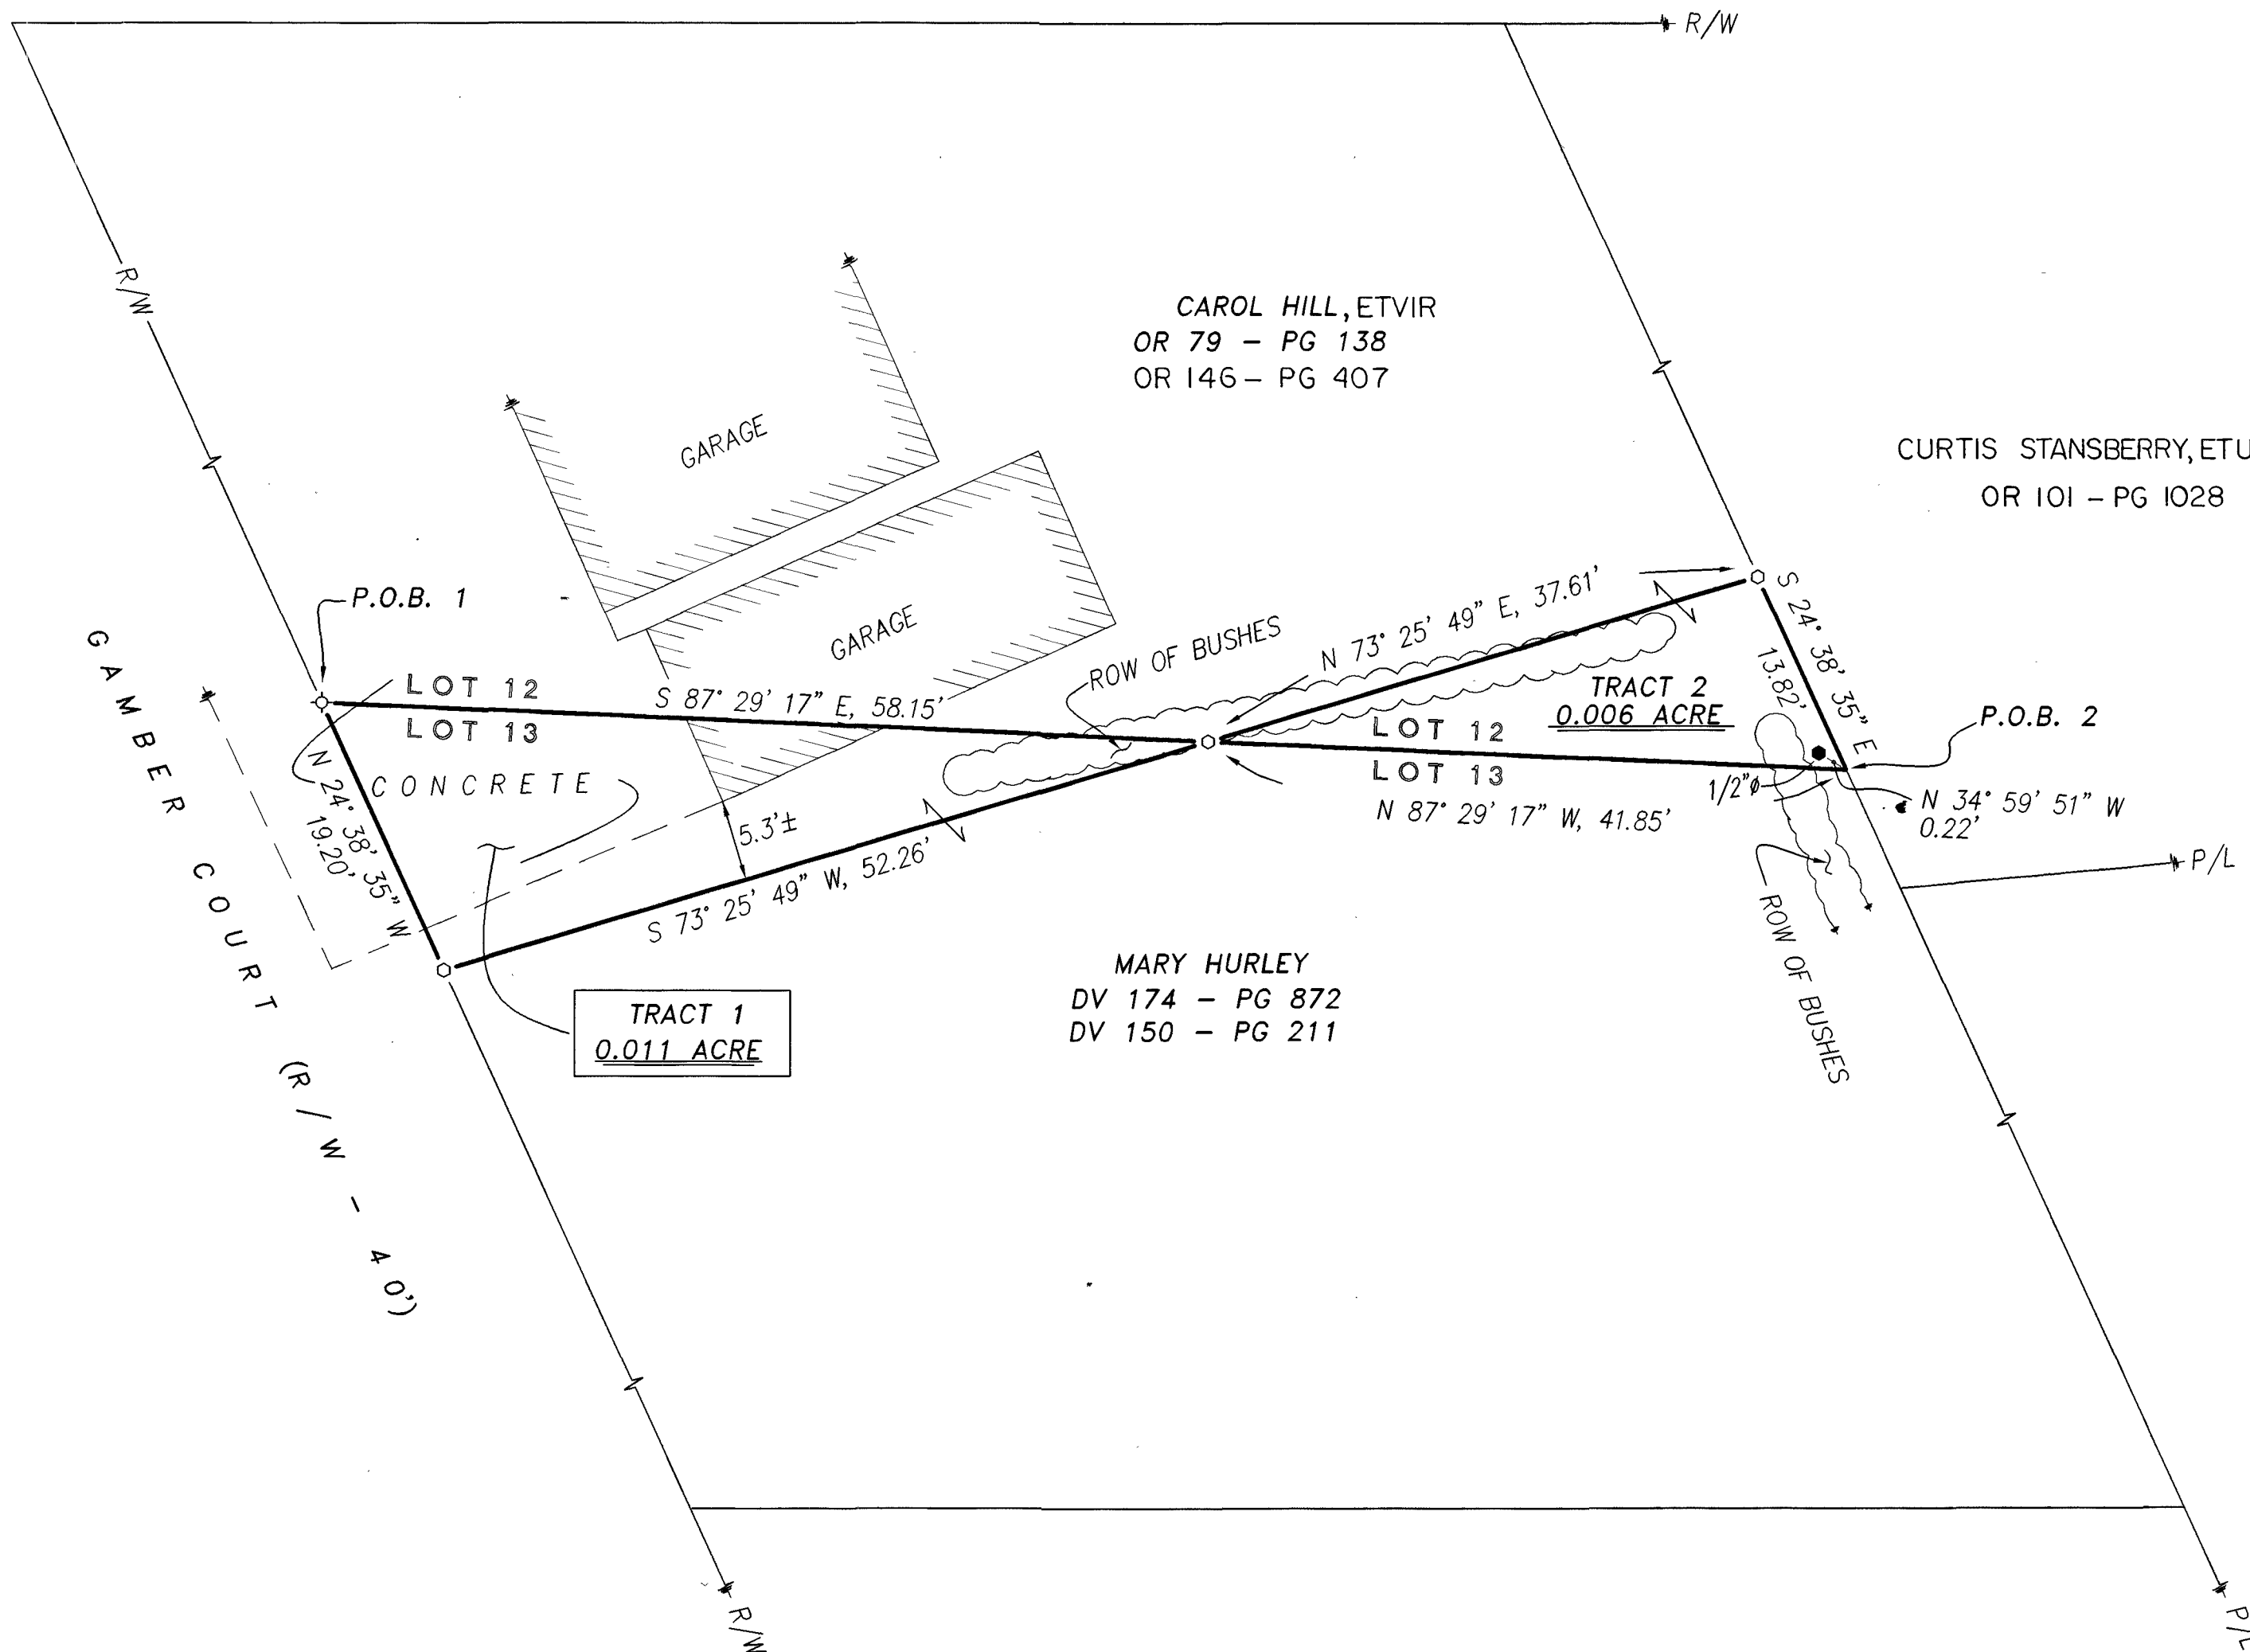 R/W
R/W
CAROL HILL, ETVIR
OR 79 – PG 138
OR 146 – PG 407
GARAGE
CURTIS STANSBERRY, ETU
OR 101 – PG 1028
P.O.B. 1
GARAGE
ROW OF BUSHES
N 73° 25' 49" E, 37.61'
S 24° 38' 35" E
13.82'
LOT 12
S 87° 29' 17" E, 58.15'
LOT 13
TRACT 2
0.006 ACRE
P.O.B. 2
LOT 12
LOT 13
N 87° 29' 17" W, 41.85'
1/2"ø
N 34° 59' 51" W
0.22'
CONCRETE
N 24° 38' 35" W
19.20'
5.3'±
S 73° 25' 49" W, 52.26'
P/L
ROW OF BUSHES
GAMBER COURT (R/W - 40')
MARY HURLEY
DV 174 – PG 872
DV 150 – PG 211
TRACT 1
0.011 ACRE
R/W
P/L